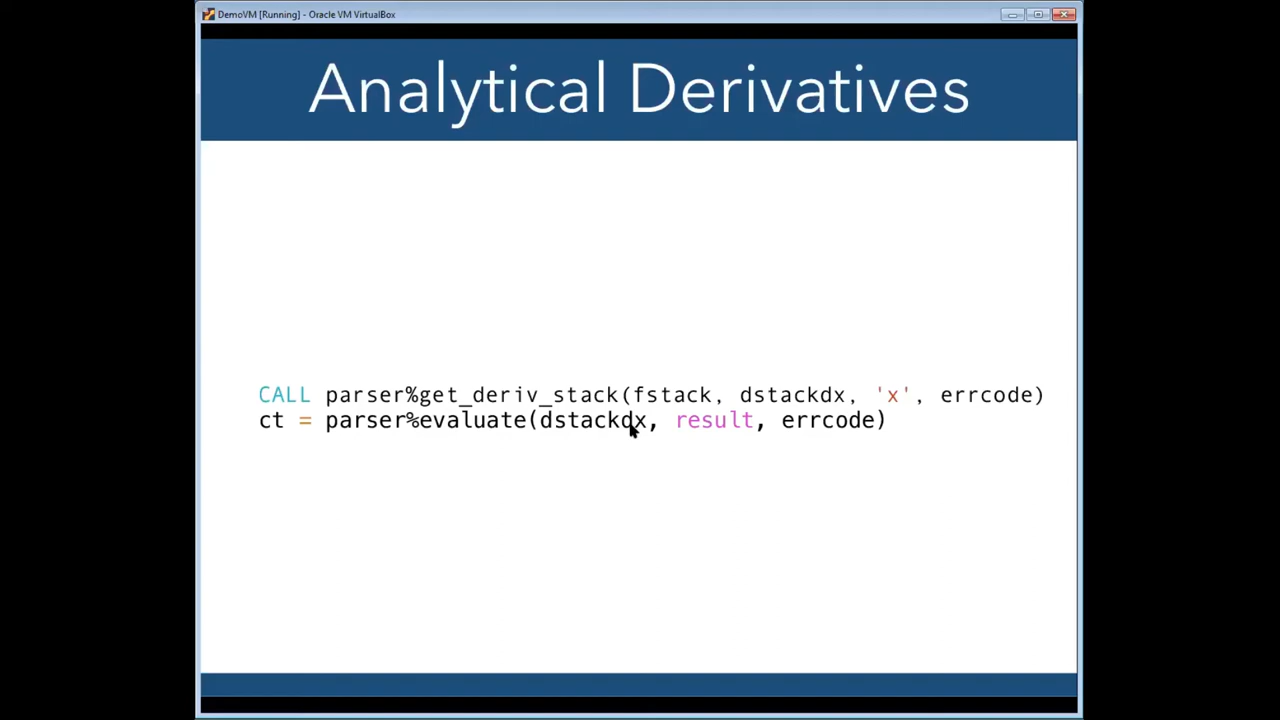 DemoVM [Running] - Oracle VM VirtualBox
Analytical Derivatives
CALL parser%get_deriv_stack(fstack, dstackdx, 'x', errcode)
ct = parser%evaluate(dstackdx, result, errcode)